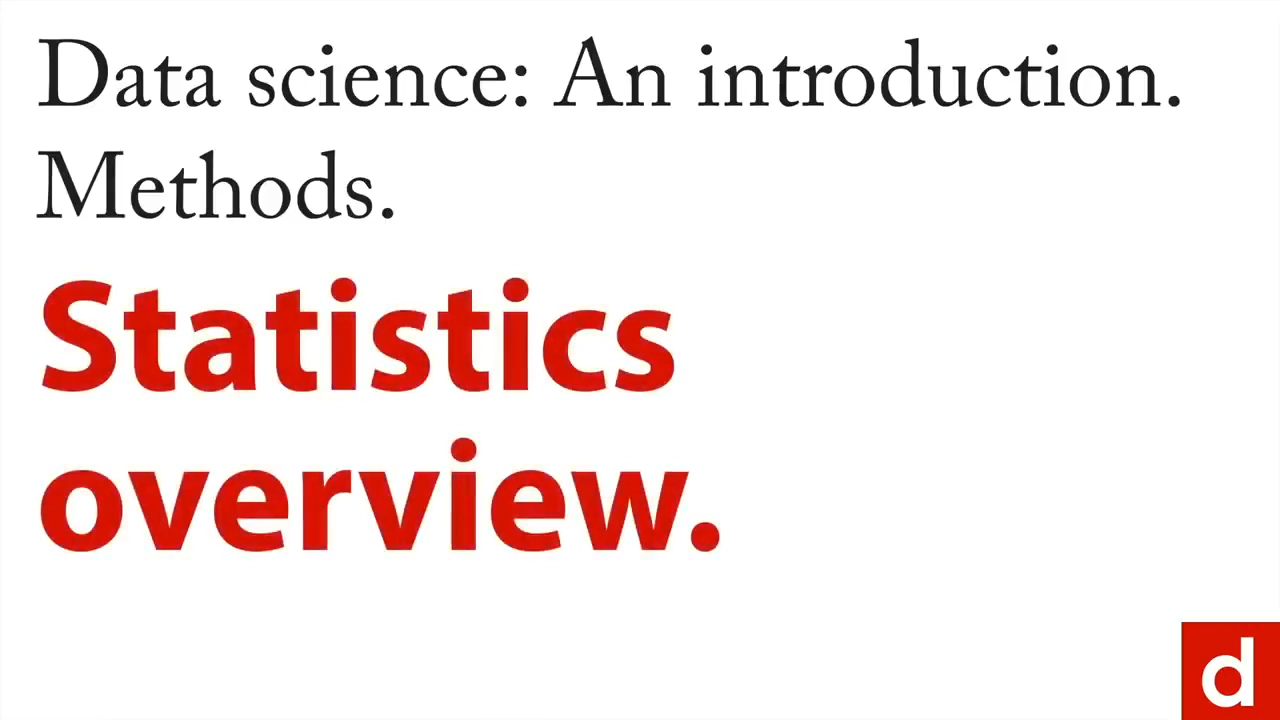 Data science: An introduction.
Methods.
Statistics
overview.
d